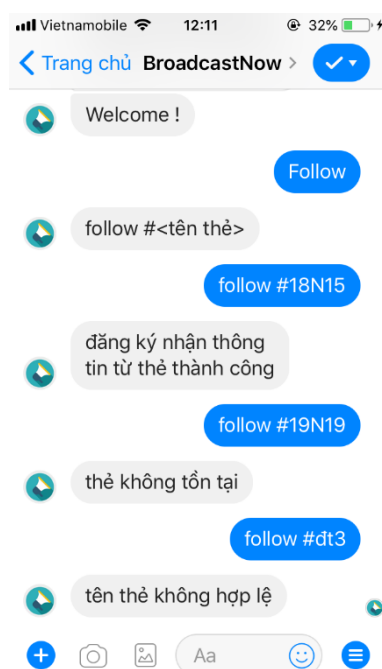 Vietnamobile 12:11 32%
Trang chủ BroadcastNow >
Welcome !
Follow
follow #<tên thẻ>
follow #18N15
đăng ký nhận thông
tin từ thẻ thành công
follow #19N19
thẻ không tồn tại
follow #đt3
tên thẻ không hợp lệ
Aa